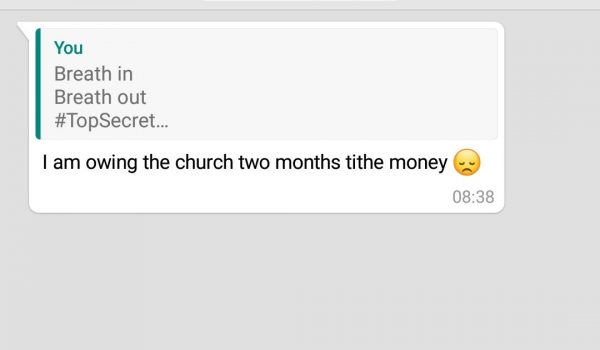 You
Breath in
Breath out
#TopSecret...
I am owing the church two months tithe money 😞
08:38